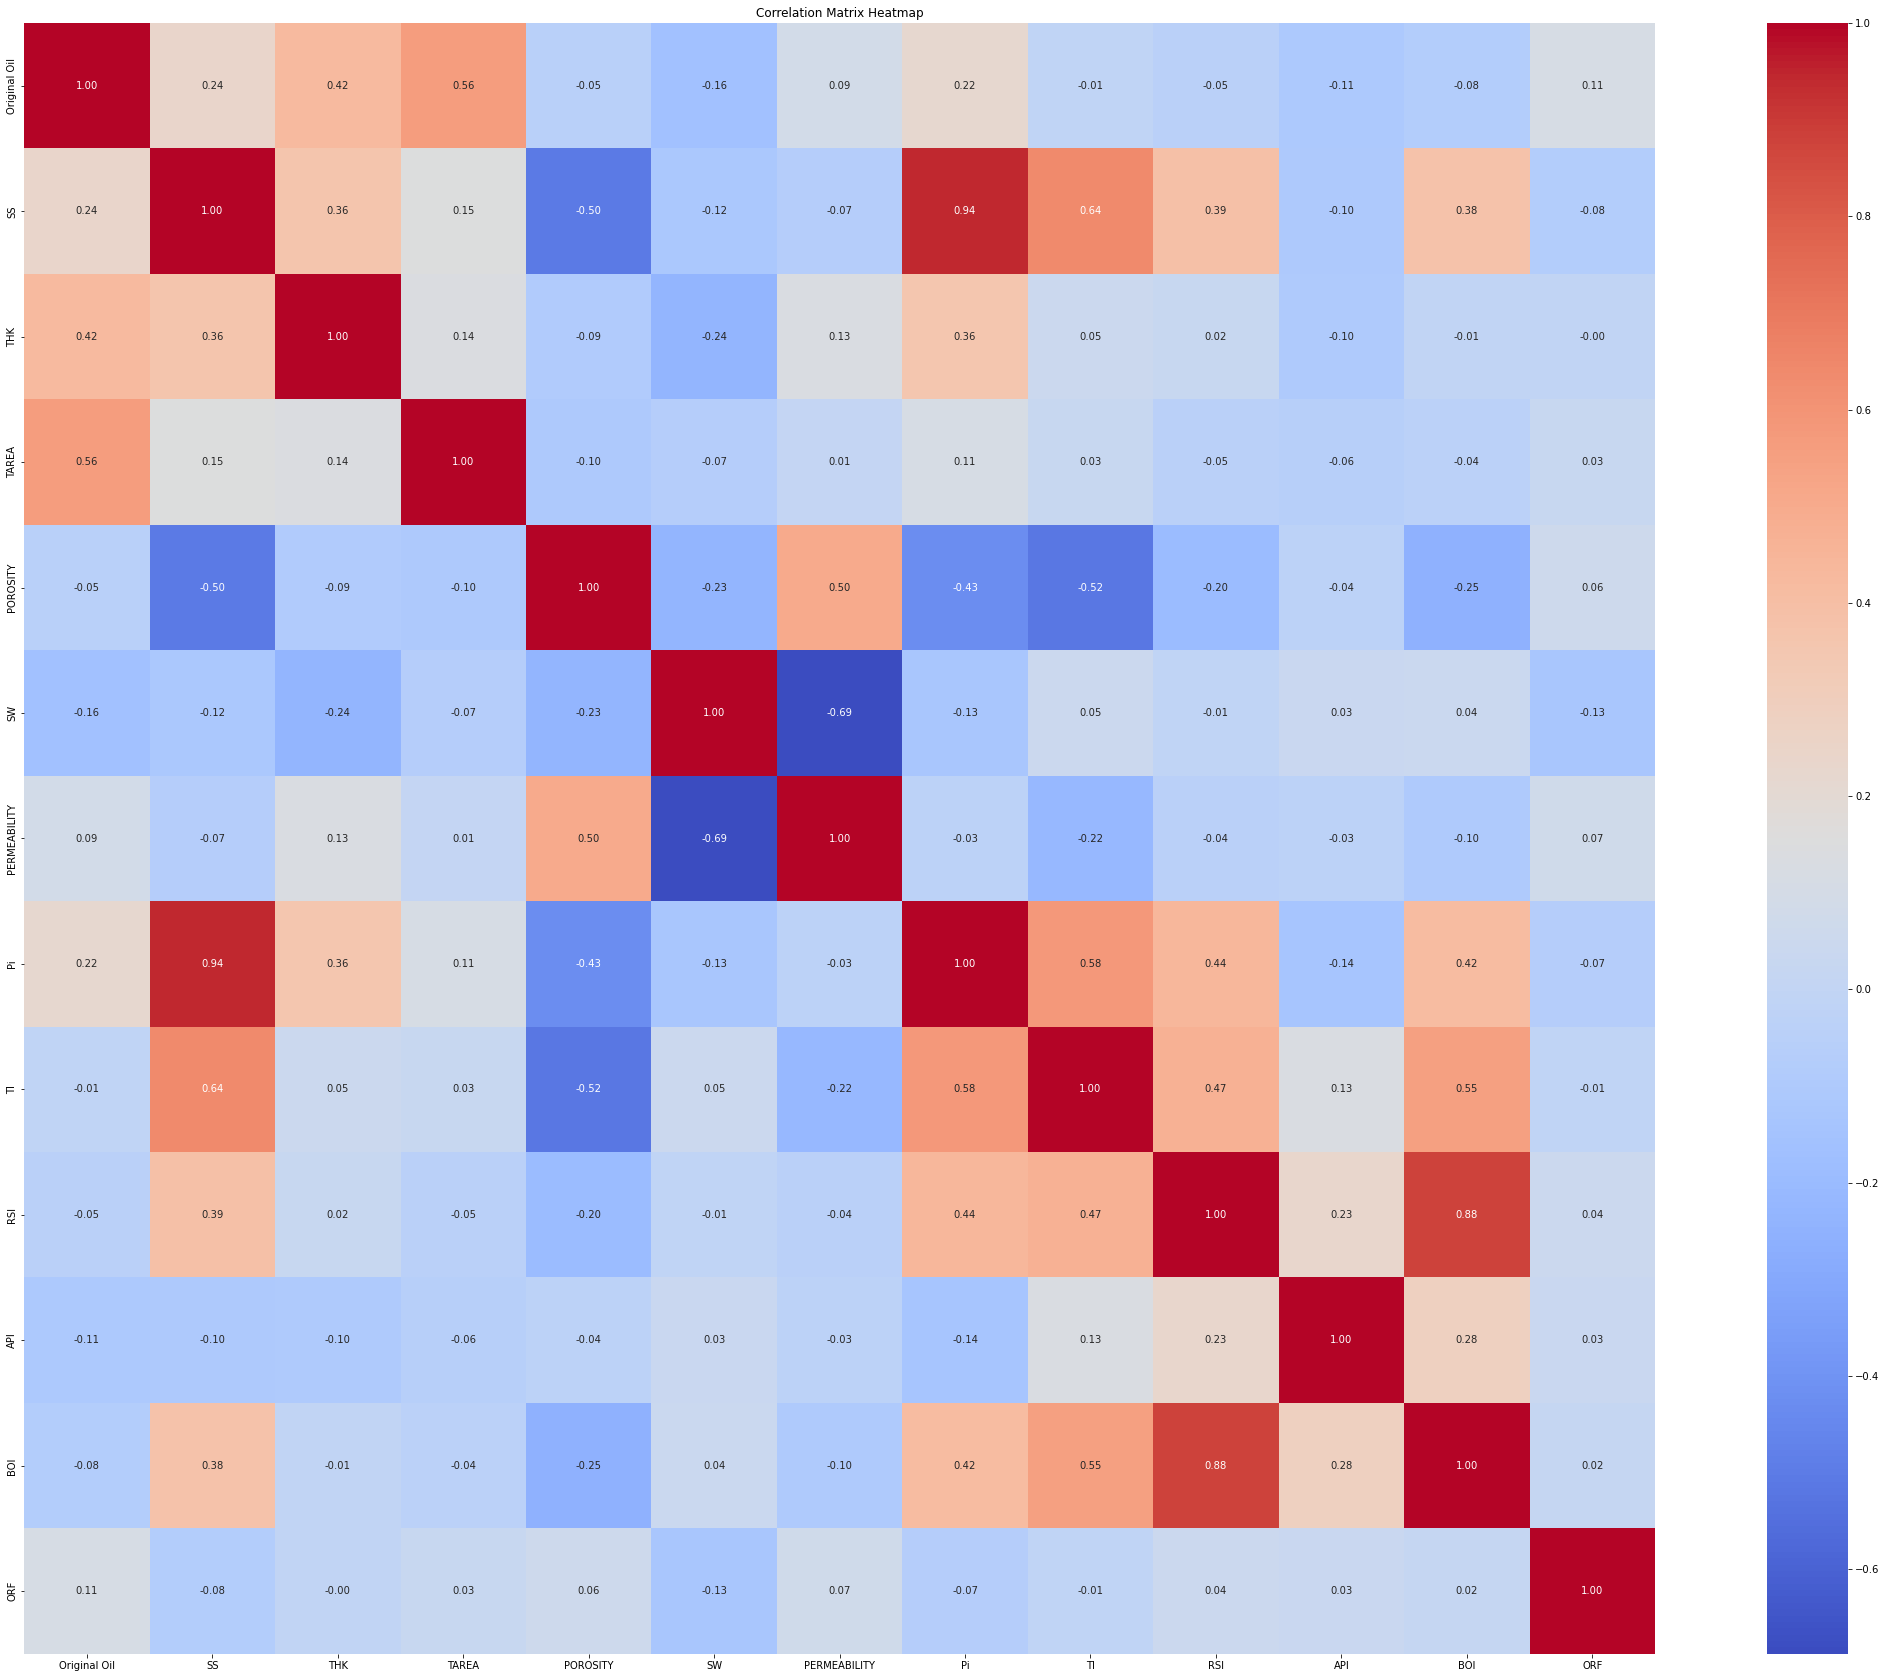 Correlation Matrix Heatmap
Original Oil 1.00 0.24 0.42 0.56 -0.05 -0.16 0.09 0.22 -0.01 -0.05 -0.11 -0.08 0.11
SS 0.24 1.00 0.36 0.15 -0.50 -0.12 -0.07 0.94 0.64 0.39 -0.10 0.38 -0.08
THK 0.42 0.36 1.00 0.14 -0.09 -0.24 0.13 0.36 0.05 0.02 -0.10 -0.01 -0.00
TAREA 0.56 0.15 0.14 1.00 -0.10 -0.07 0.01 0.11 0.03 -0.05 -0.06 -0.04 0.03
POROSITY -0.05 -0.50 -0.09 -0.10 1.00 -0.23 0.50 -0.43 -0.52 -0.20 -0.04 -0.25 0.06
SW -0.16 -0.12 -0.24 -0.07 -0.23 1.00 -0.69 -0.13 0.05 -0.01 0.03 0.04 -0.13
PERMEABILITY 0.09 -0.07 0.13 0.01 0.50 -0.69 1.00 -0.03 -0.22 -0.04 -0.03 -0.10 0.07
Pi 0.22 0.94 0.36 0.11 -0.43 -0.13 -0.03 1.00 0.58 0.44 -0.14 0.42 -0.07
TI -0.01 0.64 0.05 0.03 -0.52 0.05 -0.22 0.58 1.00 0.47 0.13 0.55 -0.01
RSI -0.05 0.39 0.02 -0.05 -0.20 -0.01 -0.04 0.44 0.47 1.00 0.23 0.88 0.04
API -0.11 -0.10 -0.10 -0.06 -0.04 0.03 -0.03 -0.14 0.13 0.23 1.00 0.28 0.03
BOI -0.08 0.38 -0.01 -0.04 -0.25 0.04 -0.10 0.42 0.55 0.88 0.28 1.00 0.02
ORF 0.11 -0.08 -0.00 0.03 0.06 -0.13 0.07 -0.07 -0.01 0.04 0.03 0.02 1.00
Original Oil SS THK TAREA POROSITY SW PERMEABILITY Pi TI RSI API BOI ORF
1.0
0.8
0.6
0.4
0.2
0.0
−0.2
−0.4
−0.6